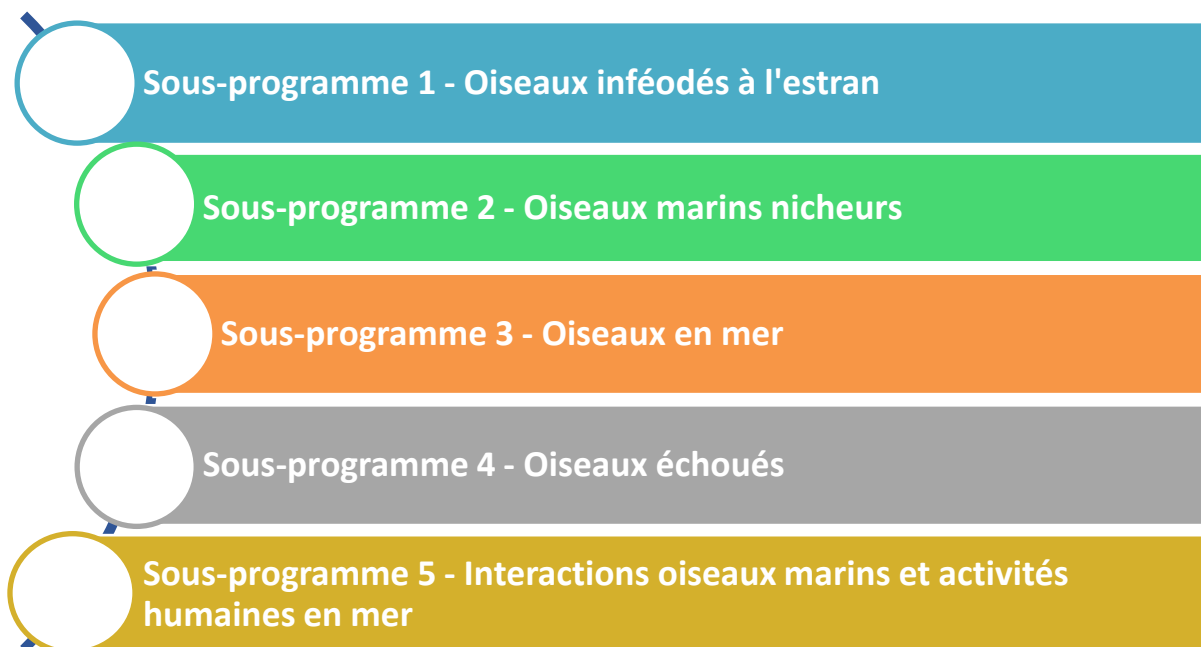 Sous-programme 1 - Oiseaux inféodés à l'estran
Sous-programme 2 - Oiseaux marins nicheurs
Sous-programme 3 - Oiseaux en mer
Sous-programme 4 - Oiseaux échoués
Sous-programme 5 - Interactions oiseaux marins et activités
humaines en mer